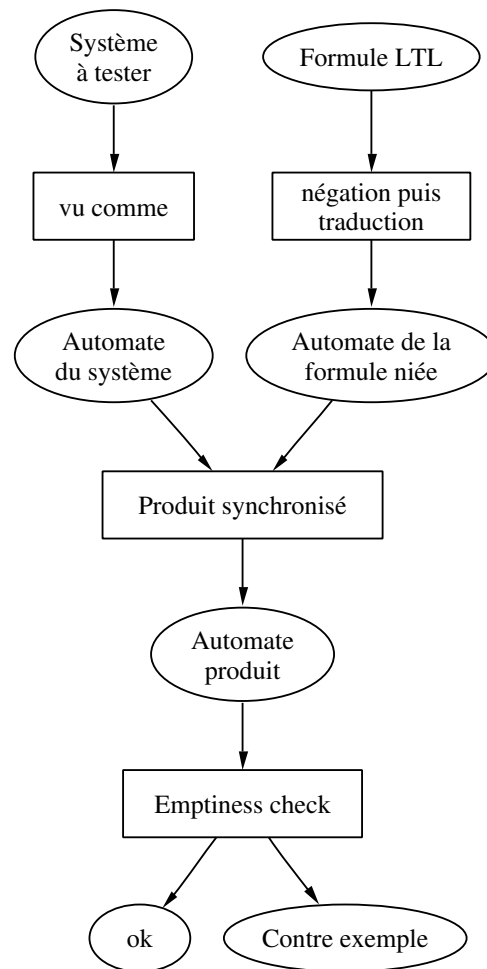 Système
à tester
Formule LTL
vu comme
négation puis
traduction
Automate
du système
Automate de la
formule niée
Produit synchronisé
Automate
produit
Emptiness check
ok
Contre exemple